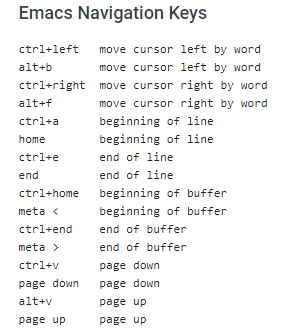 Emacs Navigation Keys
ctrl+left move cursor left by word
alt+b move cursor left by word
ctrl+right move cursor right by word
alt+f move cursor right by word
ctrl+a beginning of line
home beginning of line
ctrl+e end of line
end end of line
ctrl+home beginning of buffer
meta < beginning of buffer
ctrl+end end of buffer
meta > end of buffer
ctrl+v page down
page down page down
alt+v page up
page up page up